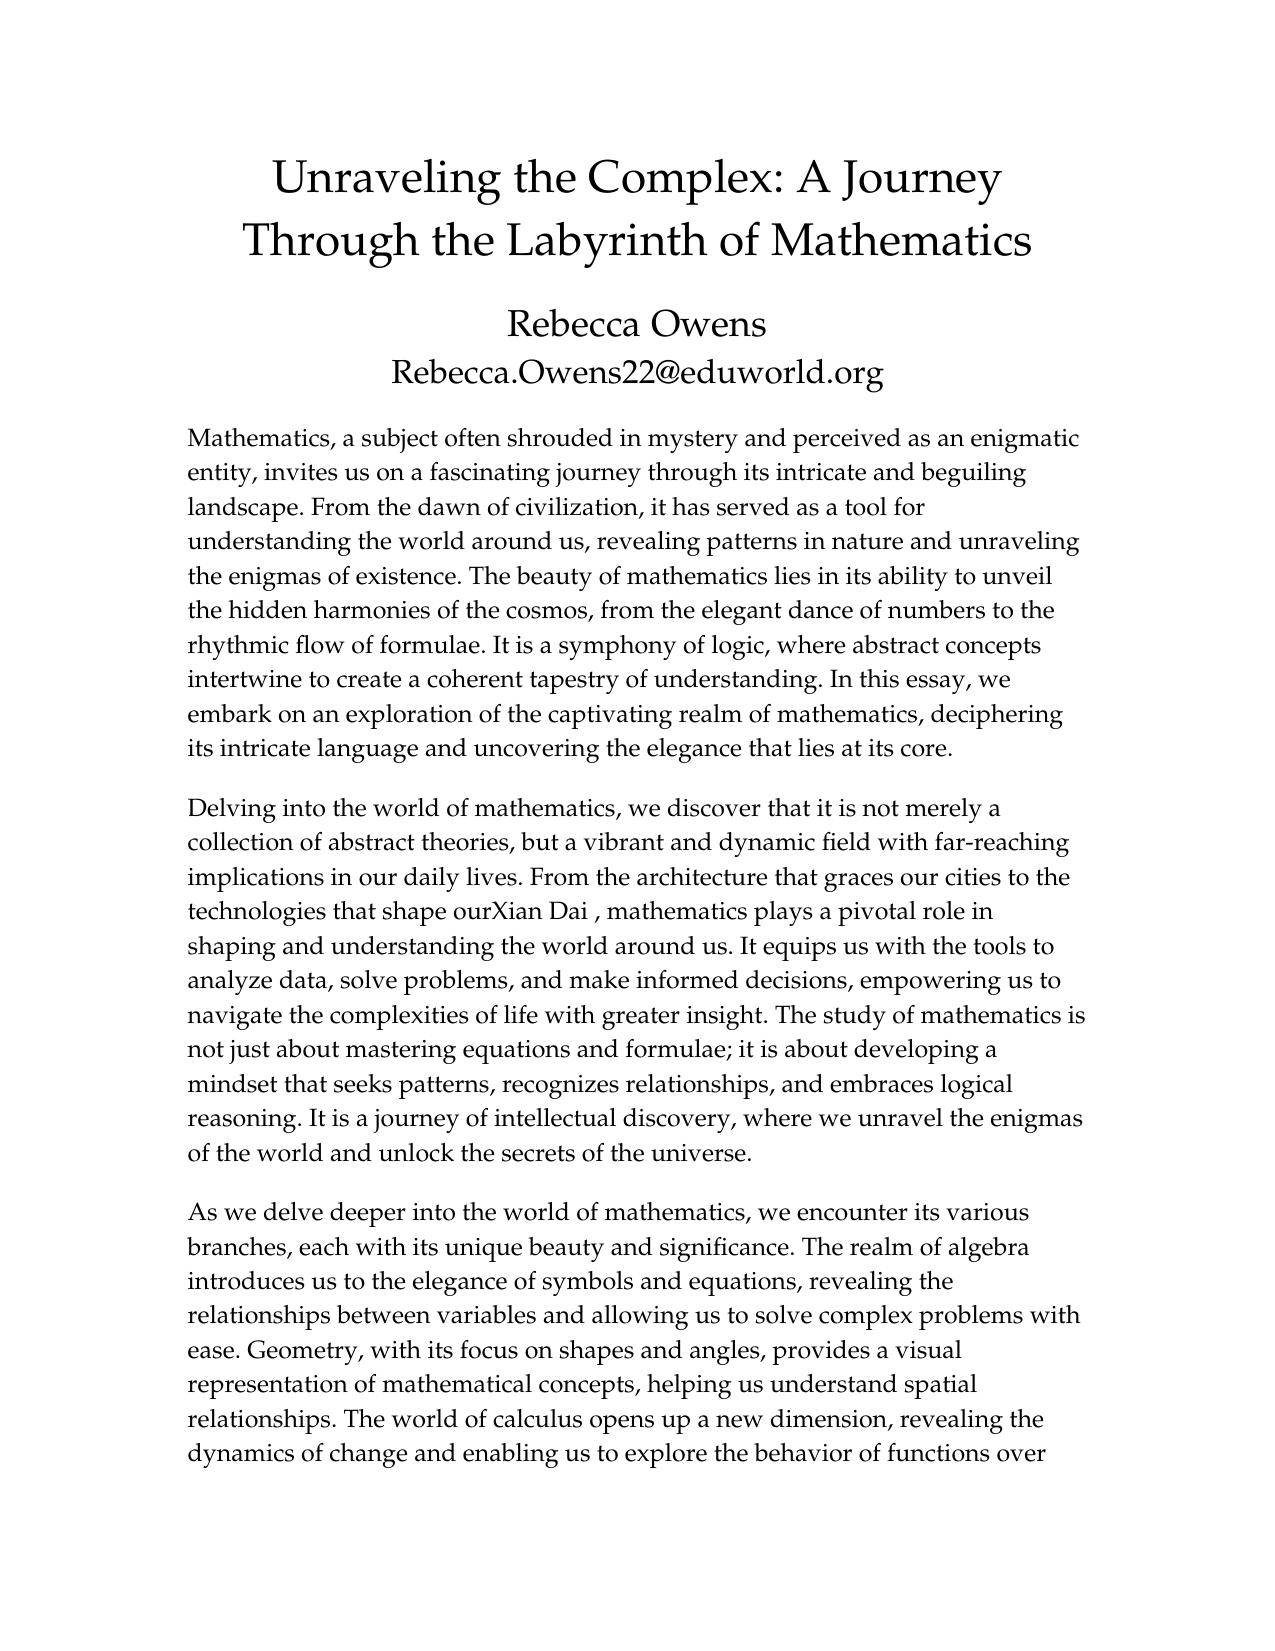 Unraveling the Complex: A Journey
Through the Labyrinth of Mathematics
Rebecca Owens
Rebecca.Owens22@eduworld.org
Mathematics, a subject often shrouded in mystery and perceived as an enigmatic
entity, invites us on a fascinating journey through its intricate and beguiling
landscape. From the dawn of civilization, it has served as a tool for
understanding the world around us, revealing patterns in nature and unraveling
the enigmas of existence. The beauty of mathematics lies in its ability to unveil
the hidden harmonies of the cosmos, from the elegant dance of numbers to the
rhythmic flow of formulae. It is a symphony of logic, where abstract concepts
intertwine to create a coherent tapestry of understanding. In this essay, we
embark on an exploration of the captivating realm of mathematics, deciphering
its intricate language and uncovering the elegance that lies at its core.
Delving into the world of mathematics, we discover that it is not merely a
collection of abstract theories, but a vibrant and dynamic field with far-reaching
implications in our daily lives. From the architecture that graces our cities to the
technologies that shape ourXian Dai , mathematics plays a pivotal role in
shaping and understanding the world around us. It equips us with the tools to
analyze data, solve problems, and make informed decisions, empowering us to
navigate the complexities of life with greater insight. The study of mathematics is
not just about mastering equations and formulae; it is about developing a
mindset that seeks patterns, recognizes relationships, and embraces logical
reasoning. It is a journey of intellectual discovery, where we unravel the enigmas
of the world and unlock the secrets of the universe.
As we delve deeper into the world of mathematics, we encounter its various
branches, each with its unique beauty and significance. The realm of algebra
introduces us to the elegance of symbols and equations, revealing the
relationships between variables and allowing us to solve complex problems with
ease. Geometry, with its focus on shapes and angles, provides a visual
representation of mathematical concepts, helping us understand spatial
relationships. The world of calculus opens up a new dimension, revealing the
dynamics of change and enabling us to explore the behavior of functions over